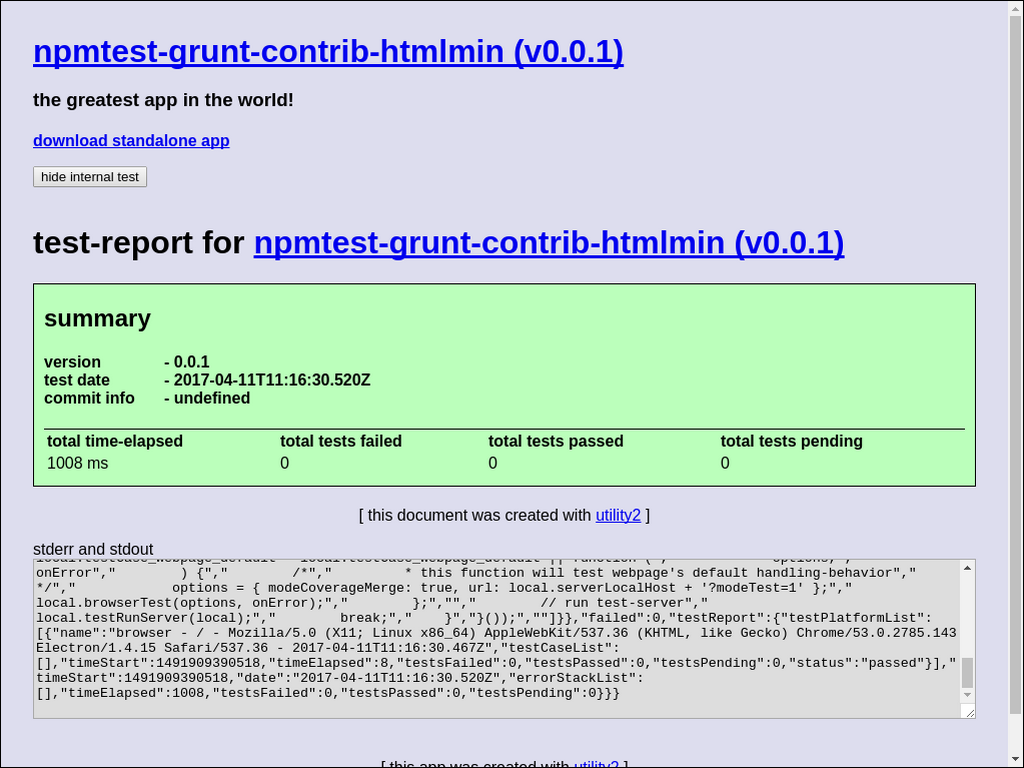 npmtest-grunt-contrib-htmlmin (v0.0.1)
the greatest app in the world!
download standalone app
hide internal test
test-report for npmtest-grunt-contrib-htmlmin (v0.0.1)
summary
version - 0.0.1
test date - 2017-04-11T11:16:30.520Z
commit info - undefined
total time-elapsed total tests failed total tests passed total tests pending
1008 ms 0 0 0
[ this document was created with utility2 ]
stderr and stdout
local.testCase_webpage_default = local.testCase_webpage_default || function ("," options,","
onError"," ) {"," /*"," * this function will test webpage's default handling-behavior","
*/"," options = { modeCoverageMerge: true, url: local.serverLocalHost + '?modeTest=1' };","
local.browserTest(options, onError);"," };",""," // run test-server","
local.testRunServer(local);"," break;"," }","}());",""]}},"failed":0,"testReport":{"testPlatformList":
[{"name":"browser - / - Mozilla/5.0 (X11; Linux x86_64) AppleWebKit/537.36 (KHTML, like Gecko) Chrome/53.0.2785.143
Electron/1.4.15 Safari/537.36 - 2017-04-11T11:16:30.467Z","testCaseList":
[],"timeStart":1491909390518,"timeElapsed":8,"testsFailed":0,"testsPassed":0,"testsPending":0,"status":"passed"}],"
timeStart":1491909390518,"date":"2017-04-11T11:16:30.520Z","errorStackList":
[],"timeElapsed":1008,"testsFailed":0,"testsPassed":0,"testsPending":0}}}
[ this app was created with utility2 ]